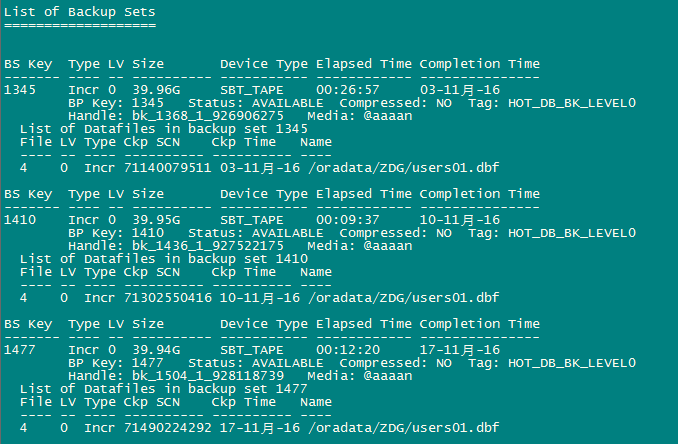 List of Backup Sets
===================
BS Key  Type LV Size       Device Type Elapsed Time Completion Time
------- ---- -- ---------- ----------- ------------ ---------------
1345    Incr 0  39.96G     SBT_TAPE    00:26:57     03-11月-16
        BP Key: 1345   Status: AVAILABLE  Compressed: NO  Tag: HOT_DB_BK_LEVEL0
        Handle: bk_1368_1_926906275   Media: @aaaan
  List of Datafiles in backup set 1345
  File LV Type Ckp SCN    Ckp Time   Name
  ---- -- ---- ---------- ---------- ----
  4    0  Incr 71140079511 03-11月-16 /oradata/ZDG/users01.dbf
BS Key  Type LV Size       Device Type Elapsed Time Completion Time
------- ---- -- ---------- ----------- ------------ ---------------
1410    Incr 0  39.95G     SBT_TAPE    00:09:37     10-11月-16
        BP Key: 1410   Status: AVAILABLE  Compressed: NO  Tag: HOT_DB_BK_LEVEL0
        Handle: bk_1436_1_927522175   Media: @aaaan
  List of Datafiles in backup set 1410
  File LV Type Ckp SCN    Ckp Time   Name
  ---- -- ---- ---------- ---------- ----
  4    0  Incr 71302550416 10-11月-16 /oradata/ZDG/users01.dbf
BS Key  Type LV Size       Device Type Elapsed Time Completion Time
------- ---- -- ---------- ----------- ------------ ---------------
1477    Incr 0  39.94G     SBT_TAPE    00:12:20     17-11月-16
        BP Key: 1477   Status: AVAILABLE  Compressed: NO  Tag: HOT_DB_BK_LEVEL0
        Handle: bk_1504_1_928118739   Media: @aaaan
  List of Datafiles in backup set 1477
  File LV Type Ckp SCN    Ckp Time   Name
  ---- -- ---- ---------- ---------- ----
  4    0  Incr 71490224292 17-11月-16 /oradata/ZDG/users01.dbf